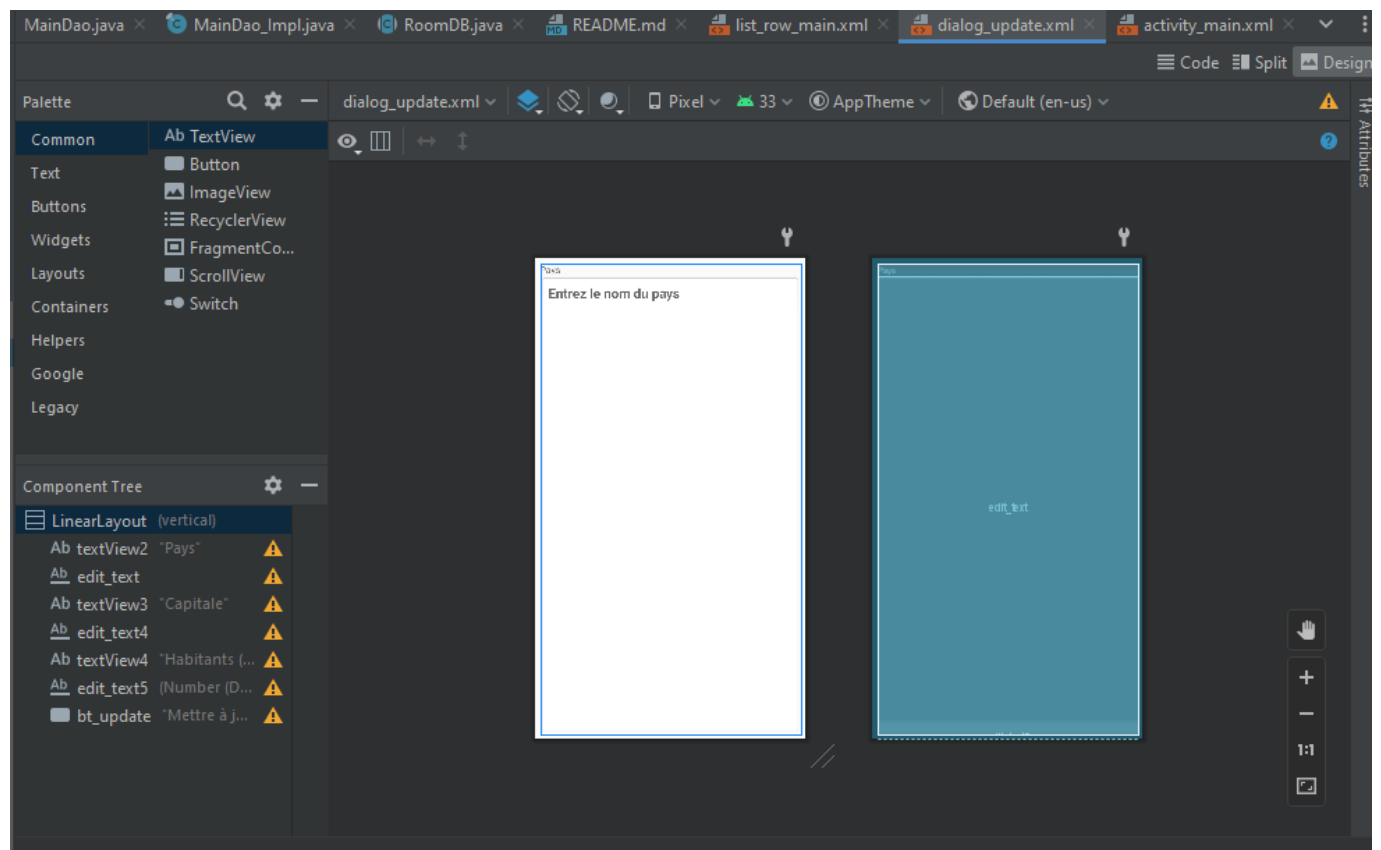 MainDao.java MainDao_Impl.java RoomDB.java README.md list_row_main.xml dialog_update.xml activity_main.xml
Code Split Design
Palette
dialog_update.xml Pixel 33 AppTheme Default (en-us)
Attributes
Common
Text
Buttons
Widgets
Layouts
Containers
Helpers
Google
Legacy
Ab TextView
Button
ImageView
RecyclerView
FragmentCo...
ScrollView
Switch
Pays
Entrez le nom du pays
Pays
edit_text
Component Tree
LinearLayout (vertical)
Ab textView2 "Pays"
Ab edit_text
Ab textView3 "Capitale"
Ab edit_text4
Ab textView4 "Habitants (...
Ab edit_text5 (Number (D...
bt_update "Mettre à j...
1:1